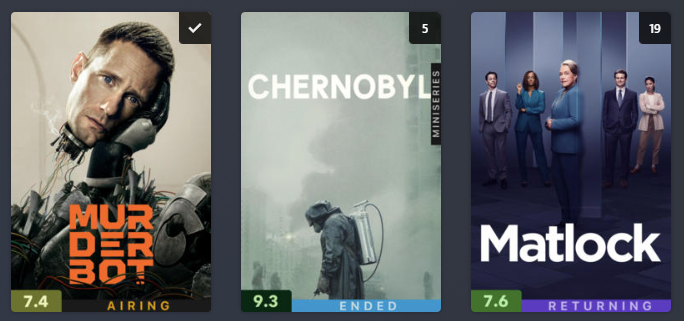 MUR
DER
BOT
7.4
AIRING
5
CHERNOBYL
MINISERIES
9.3
ENDED
19
Matlock
7.6
RETURNING